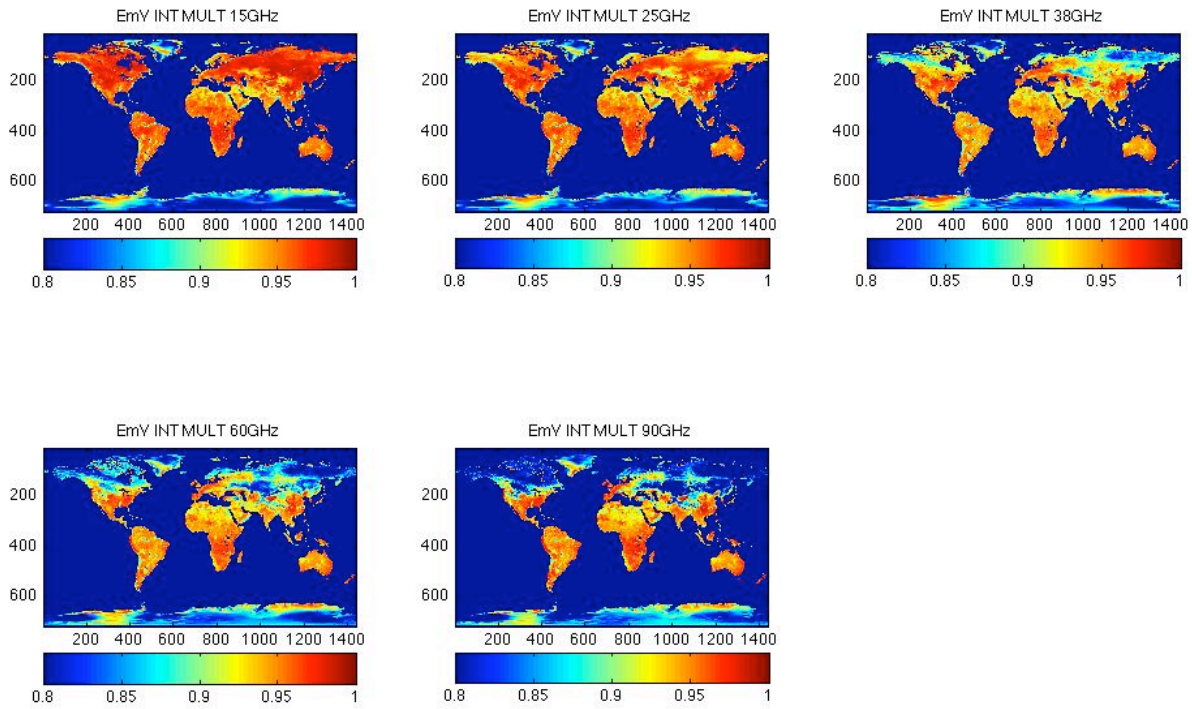 EmV INT MULT 15GHz
EmV INT MULT 25GHz
EmV INT MULT 38GHz
200
400
600
200 400 600 800 1000 1200 1400
0.8 0.85 0.9 0.95 1
200
400
600
200 400 600 800 1000 1200 1400
0.8 0.85 0.9 0.95 1
200
400
600
200 400 600 800 1000 1200 1400
0.8 0.85 0.9 0.95 1
EmV INT MULT 60GHz
EmV INT MULT 90GHz
200
400
600
200 400 600 800 1000 1200 1400
0.8 0.85 0.9 0.95 1
200
400
600
200 400 600 800 1000 1200 1400
0.8 0.85 0.9 0.95 1